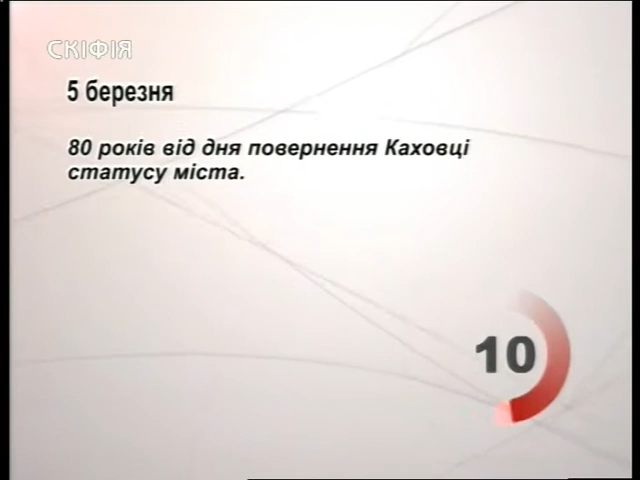 СКІФІЯ
5 березня
80 років від дня повернення Каховці
статусу міста.
10